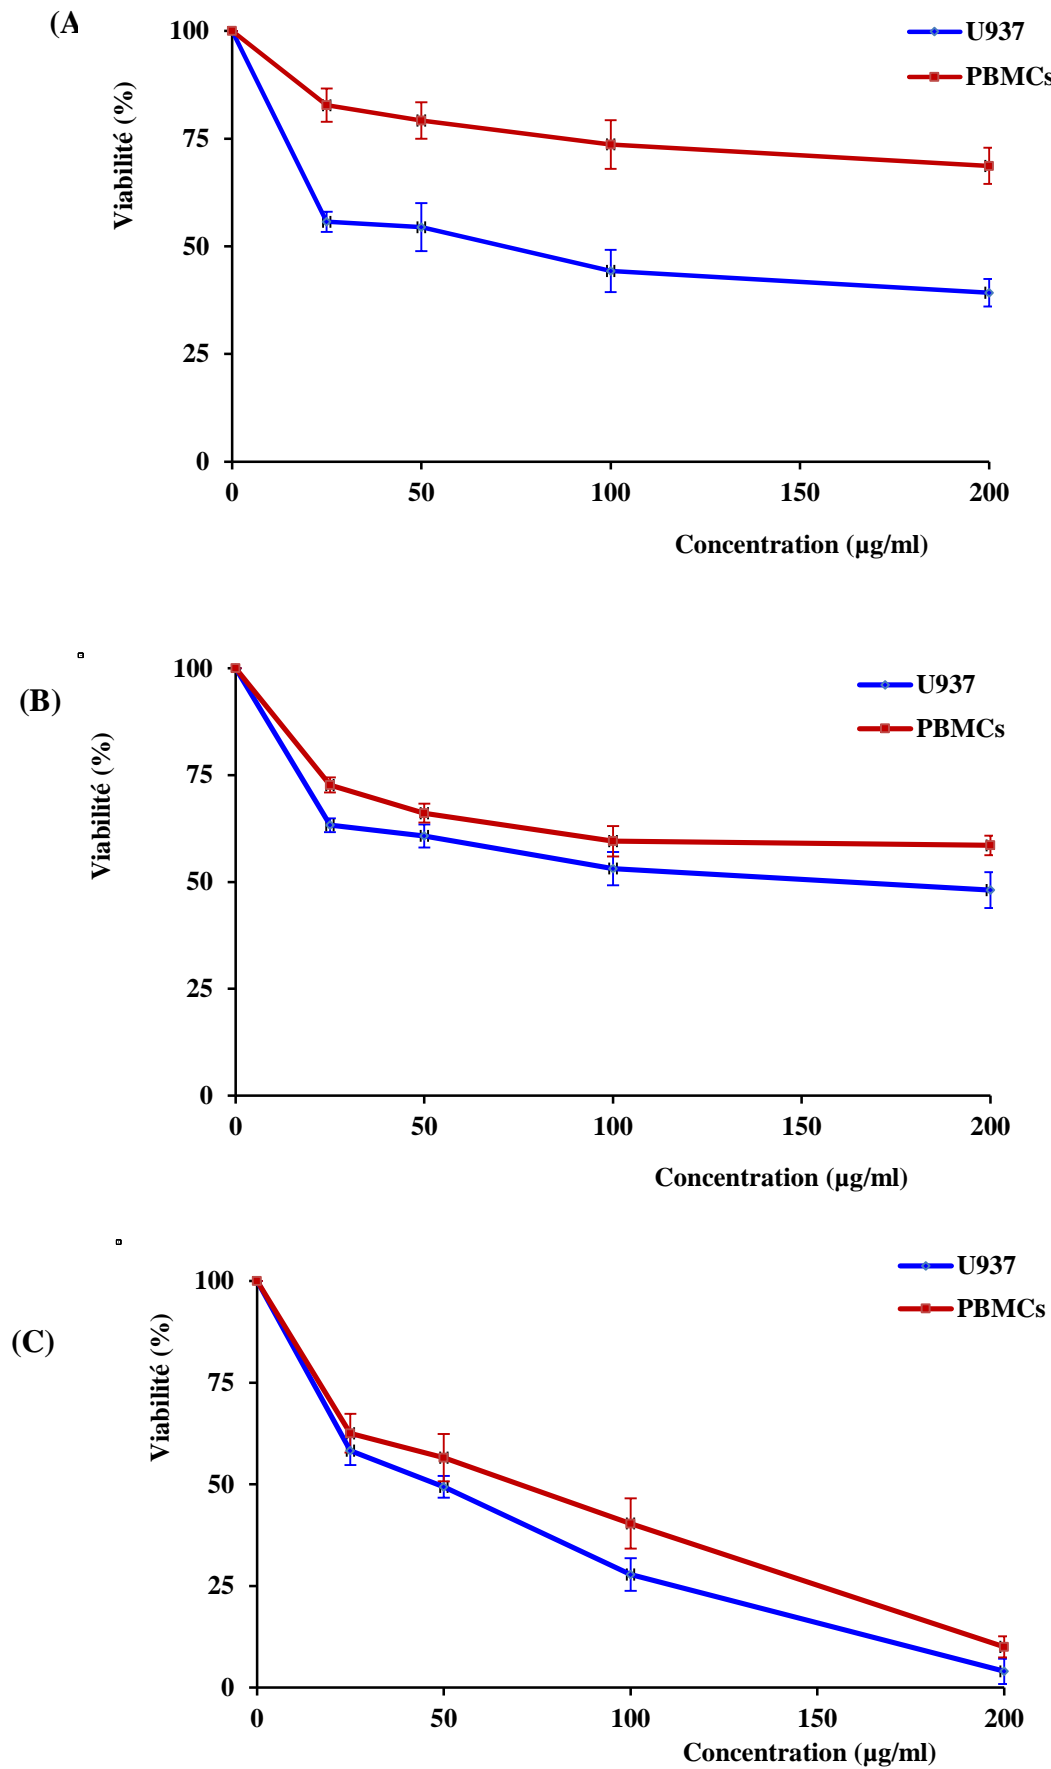 (A
100
75
50
25
0
Viabilité (%)
U937
PBMCs
0 50 100 150 200
Concentration (µg/ml)
(B)
100
75
50
25
0
Viabilité (%)
U937
PBMCs
0 50 100 150 200
Concentration (µg/ml)
(C)
100
75
50
25
0
Viabilité (%)
U937
PBMCs
0 50 100 150 200
Concentration (µg/ml)